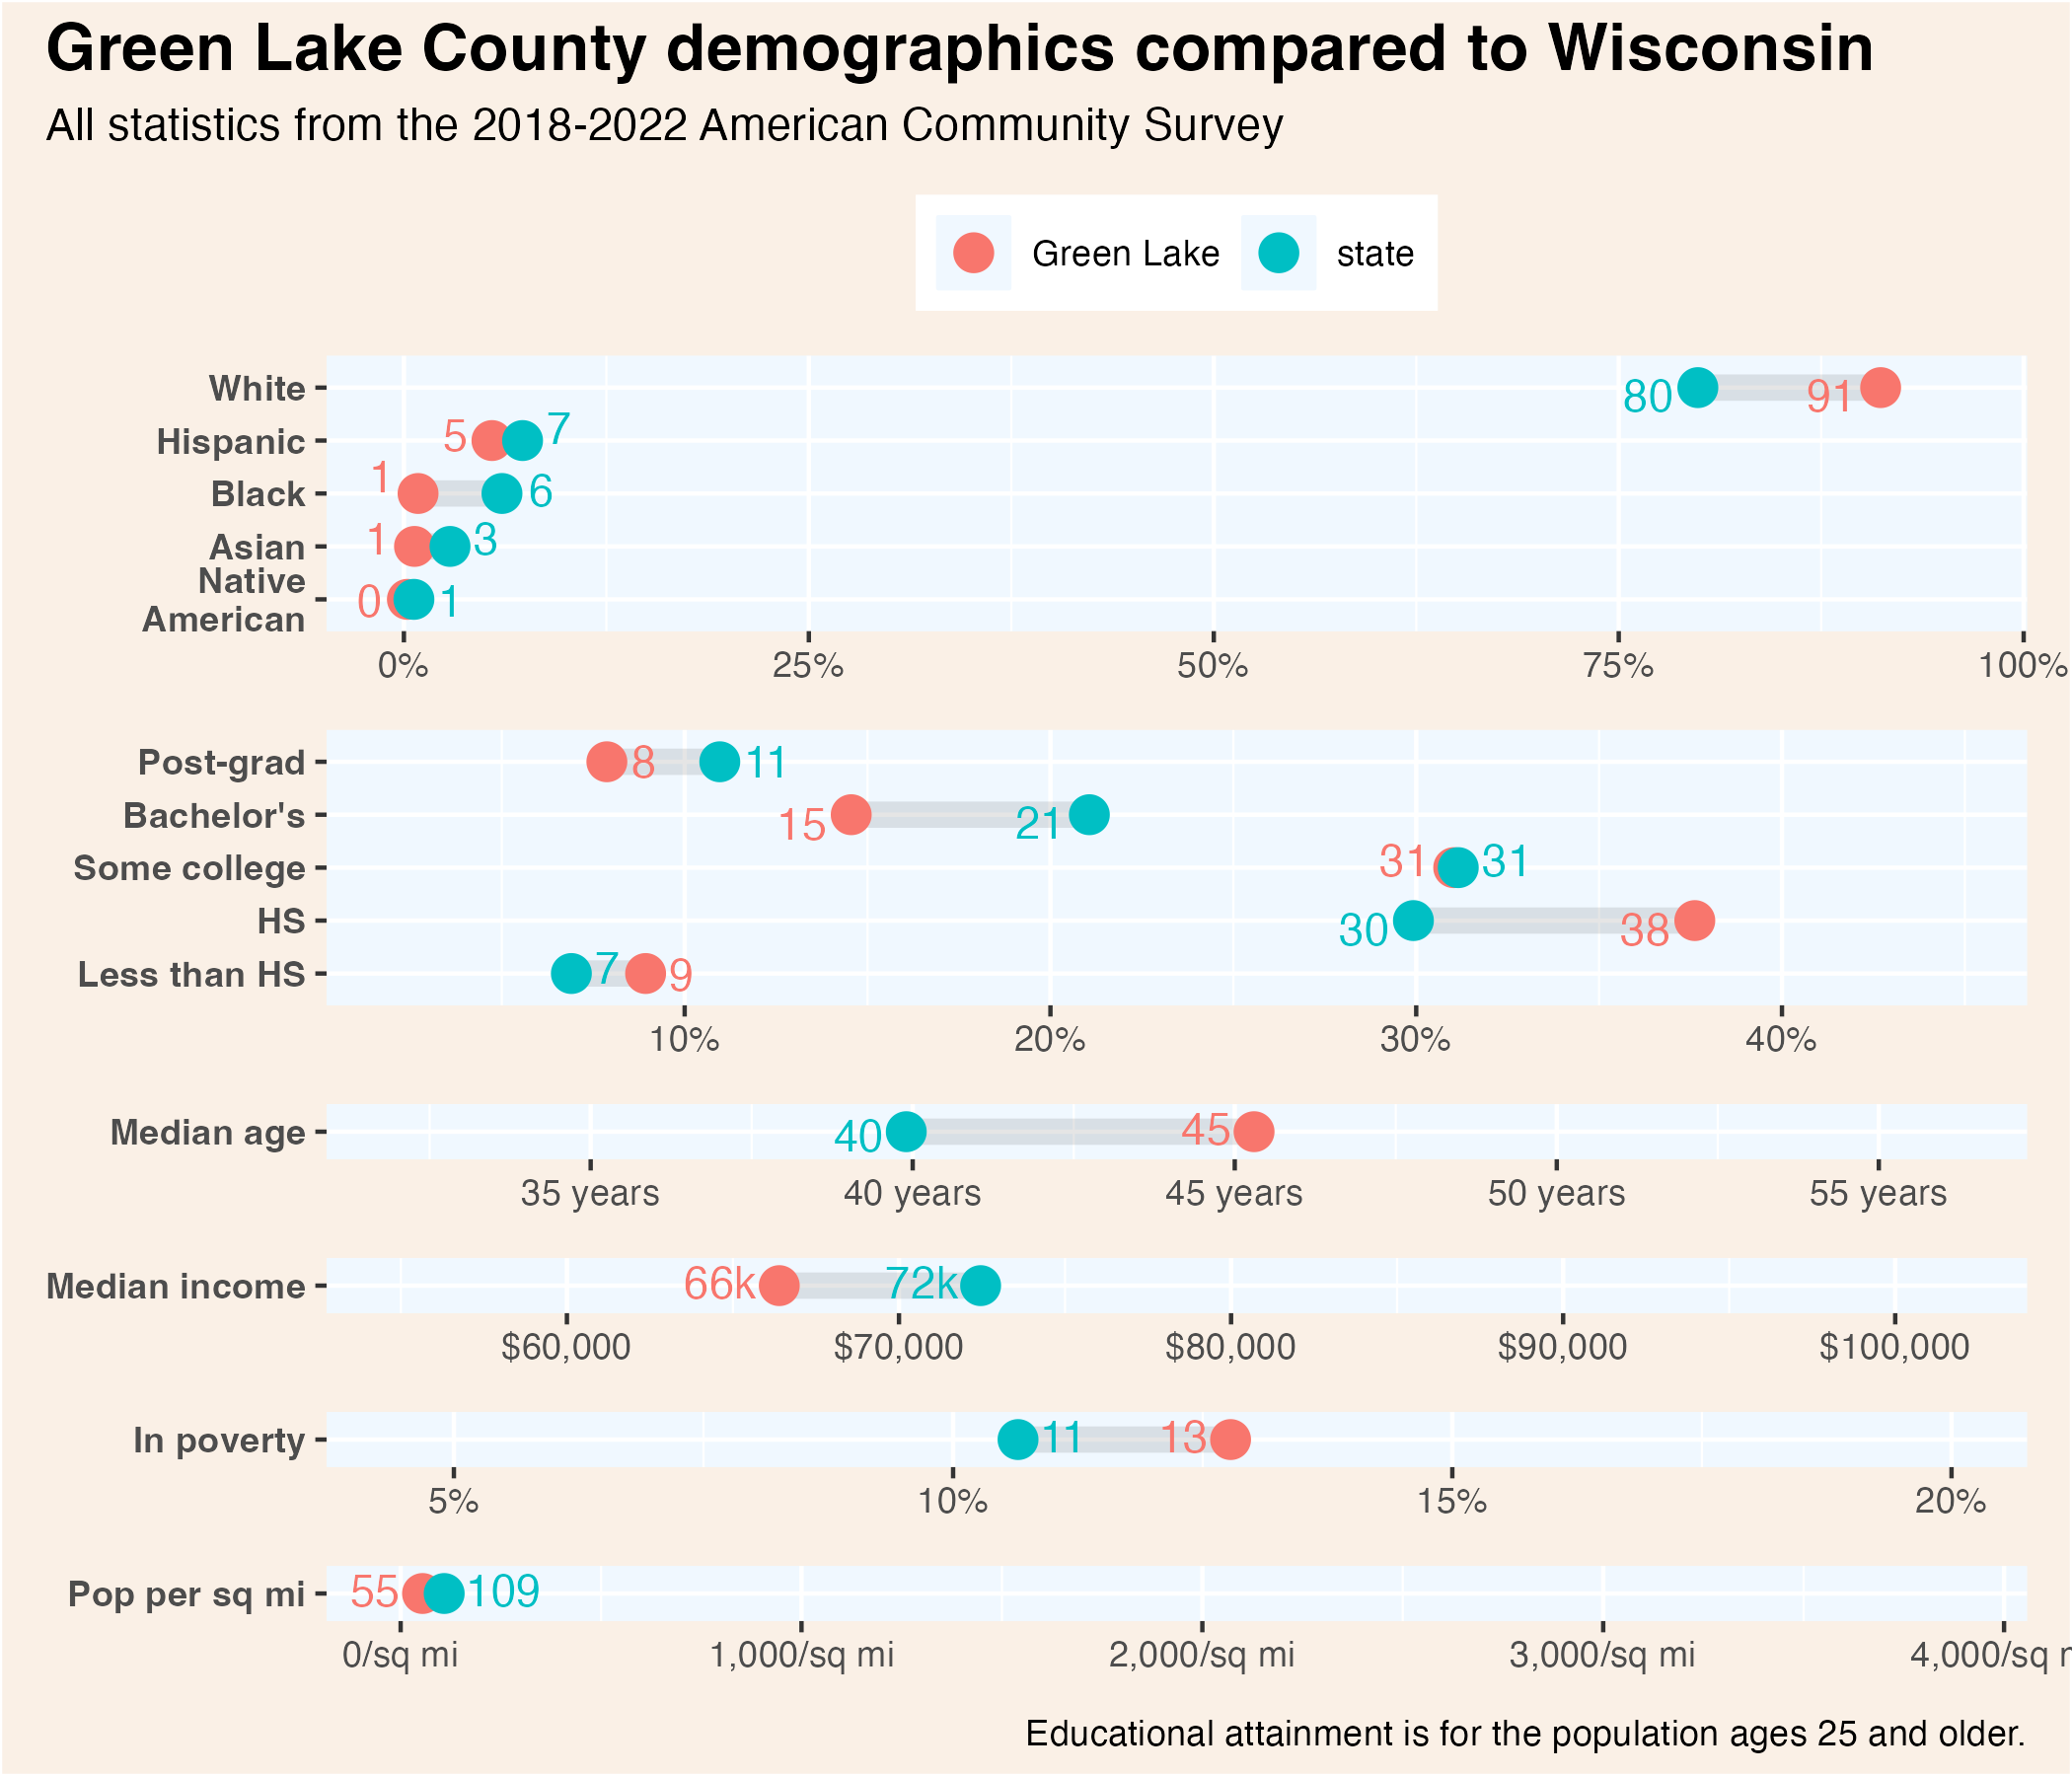 Green Lake County demographics compared to Wisconsin
All statistics from the 2018-2022 American Community Survey
Green Lake state
White 80 91
Hispanic 5 7
Black 1 6
Asian 1 3
Native
American 0 1
0% 25% 50% 75% 100%
Post-grad 8 11
Bachelor's 15 21
Some college 31 31
HS 30 38
Less than HS 7 9
10% 20% 30% 40%
Median age 40 45
35 years 40 years 45 years 50 years 55 years
Median income 66k 72k
$60,000 $70,000 $80,000 $90,000 $100,000
In poverty 11 13
5% 10% 15% 20%
Pop per sq mi 55 109
0/sq mi 1,000/sq mi 2,000/sq mi 3,000/sq mi 4,000/sq
Educational attainment is for the population ages 25 and older.